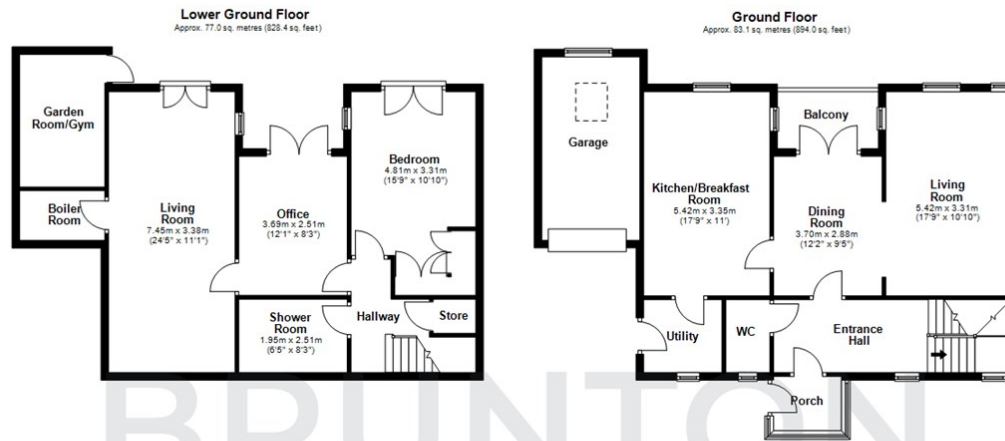 Lower Ground Floor
Approx. 77.0 sq. metres (828.4 sq. feet)
Garden
Room/Gym
Boiler
Room
Living
Room
7.45m x 3.38m
(24'5" x 11'1")
Office
3.69m x 2.51m
(12'1" x 8'3")
Bedroom
4.81m x 3.31m
(15'9" x 10'10")
Shower
Room
1.95m x 2.51m
(6'5" x 8'3")
Hallway
Store
Ground Floor
Approx. 83.1 sq. metres (894.0 sq. feet)
Garage
Kitchen/Breakfast
Room
5.42m x 3.35m
(17'9" x 11')
Balcony
Dining
Room
3.70m x 2.88m
(12'2" x 9'5")
Living
Room
5.42m x 3.31m
(17'9" x 10'10")
Utility
WC
Entrance
Hall
Porch
BRUNTON